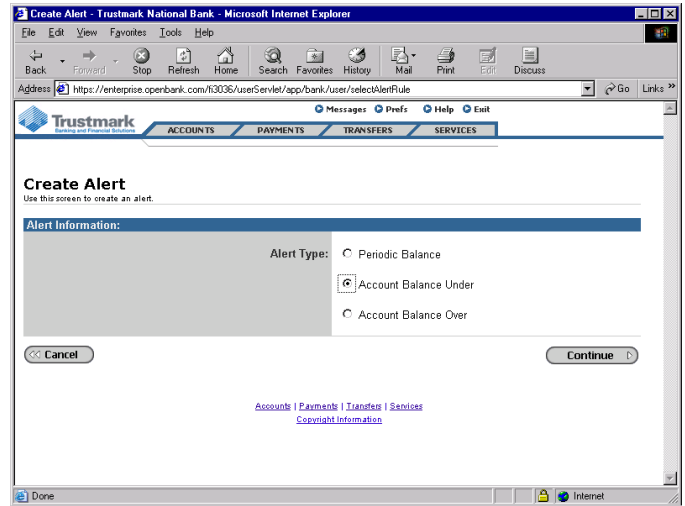 Create Alert - Trustmark National Bank - Microsoft Internet Explorer
File Edit View Favorites Tools Help
Back Forward Stop Refresh Home Search Favorites History Mail Print Edit Discuss
Address https://enterprise.openbank.com/fi3036/userServlet/app/bank/user/selectAlertRule Go Links »
Messages Prefs Help Exit
Trustmark
Banking and Financial Solutions
ACCOUNTS PAYMENTS TRANSFERS SERVICES
Create Alert
Use this screen to create an alert.
Alert Information:
Alert Type: Periodic Balance
Account Balance Under
Account Balance Over
Cancel Continue
Accounts | Payments | Transfers | Services
Copyright Information
Done Internet